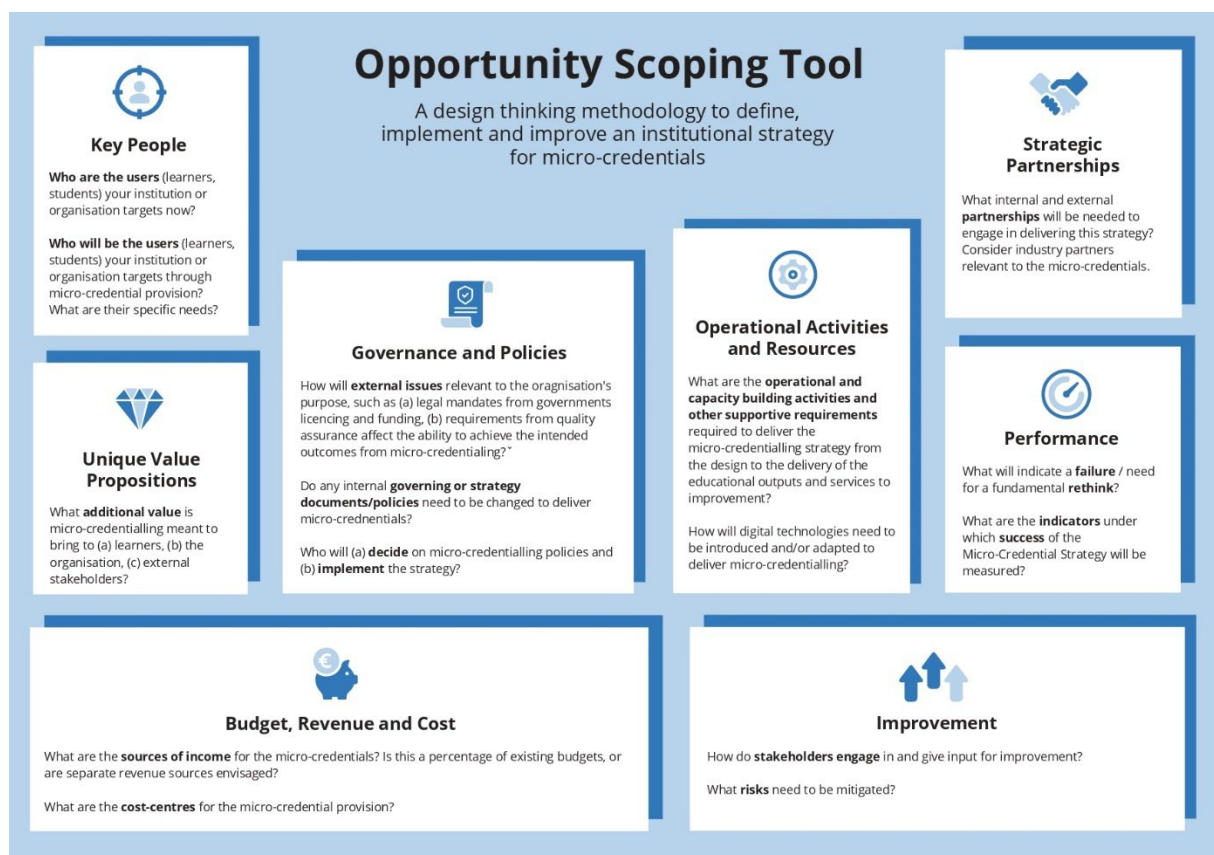 Opportunity Scoping Tool
A design thinking methodology to define,
implement and improve an institutional strategy
for micro-credentials
Key People
Who are the users (learners,
students) your institution or
organisation targets now?
Who will be the users (learners,
students) your institution or
organisation targets through
micro-credential provision?
What are their specific needs?
Unique Value
Propositions
What additional value is
micro-credentialling meant to
bring to (a) learners, (b) the
organisation, (c) external
stakeholders?
Governance and Policies
How will external issues relevant to the oragnisation's
purpose, such as (a) legal mandates from governments
licencing and funding, (b) requirements from quality
assurance affect the ability to achieve the intended
outcomes from micro-credentialing?ˇ
Do any internal governing or strategy
documents/policies need to be changed to deliver
micro-crednentials?
Who will (a) decide on micro-credentialling policies and
(b) implement the strategy?
Operational Activities
and Resources
What are the operational and
capacity building activities and
other supportive requirements
required to deliver the
micro-credentialling strategy from
the design to the delivery of the
educational outputs and services to
improvement?
How will digital technologies need to
be introduced and/or adapted to
deliver micro-credentialling?
Strategic
Partnerships
What internal and external
partnerships will be needed to
engage in delivering this strategy?
Consider industry partners
relevant to the micro-credentials.
Performance
What will indicate a failure / need
for a fundamental rethink?
What are the indicators under
which success of the
Micro-Credential Strategy will be
measured?
€
Budget, Revenue and Cost
What are the sources of income for the micro-credentials? Is this a percentage of existing budgets, or
are separate revenue sources envisaged?
What are the cost-centres for the micro-credential provision?
Improvement
How do stakeholders engage in and give input for improvement?
What risks need to be mitigated?